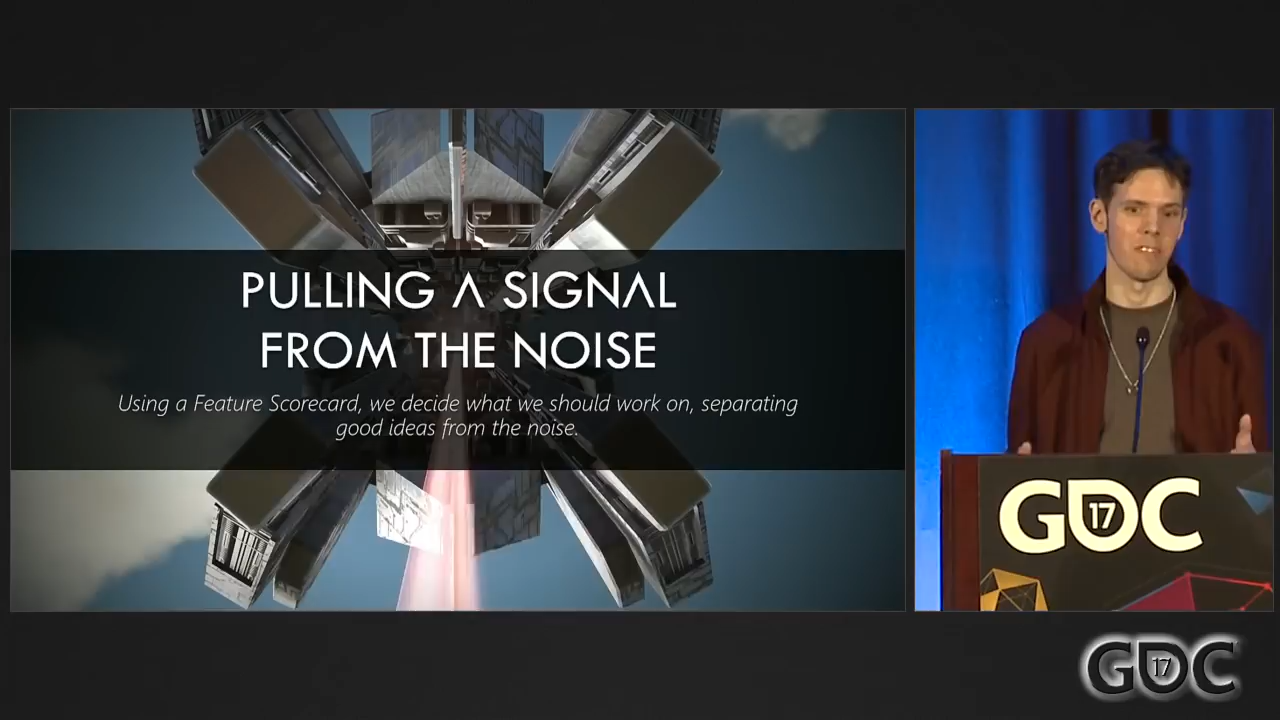 PULLING A SIGNAL
FROM THE NOISE
Using a Feature Scorecard, we decide what we should work on, separating
good ideas from the noise.
GDC
17
GDC
17